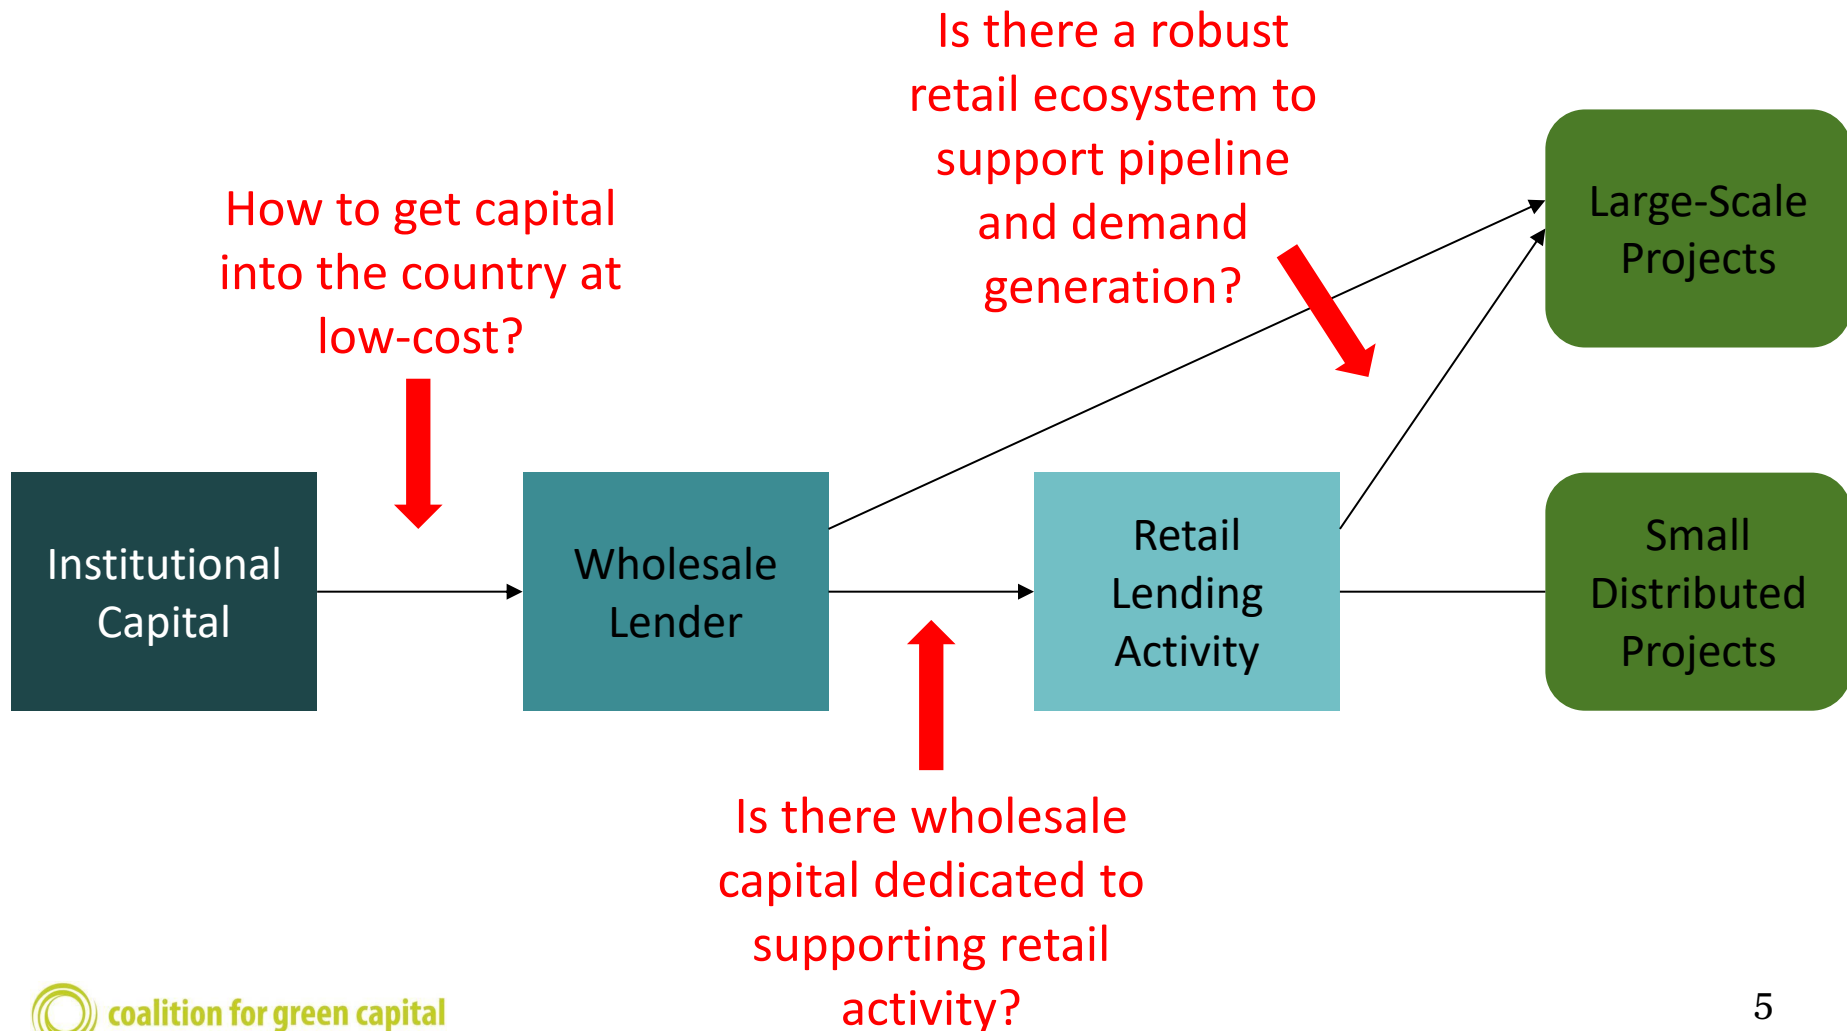 Is there a robust
retail ecosystem to
support pipeline
and demand
generation?
How to get capital
into the country at
low-cost?
Large-Scale
Projects
Institutional
Capital
Wholesale
Lender
Retail
Lending
Activity
Small
Distributed
Projects
Is there wholesale
capital dedicated to
supporting retail
activity?
coalition for green capital
5